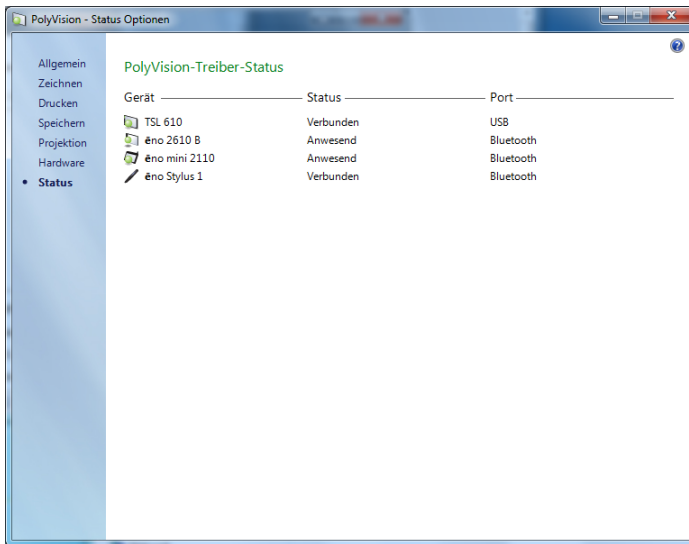 PolyVision - Status Optionen
Allgemein
Zeichnen
Drucken
Speichern
Projektion
Hardware
• Status
PolyVision-Treiber-Status
Gerät Status Port
TSL 610 Verbunden USB
ēno 2610 B Anwesend Bluetooth
ēno mini 2110 Anwesend Bluetooth
ēno Stylus 1 Verbunden Bluetooth